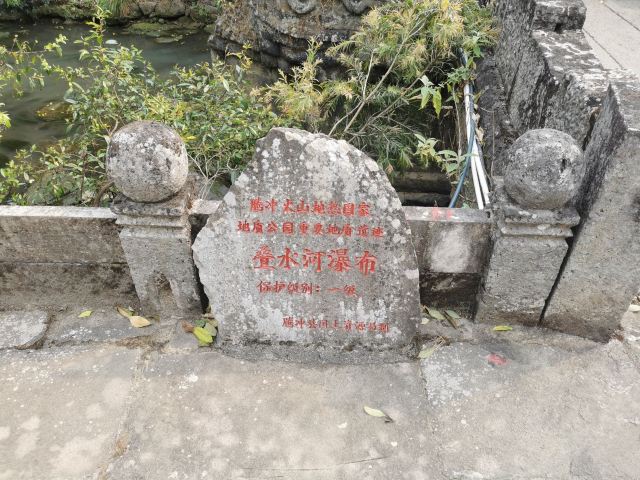 腾冲火山地热国家
地质公园重要地质遗迹
叠水河瀑布
保护级别：一级
腾冲县国土资源局制